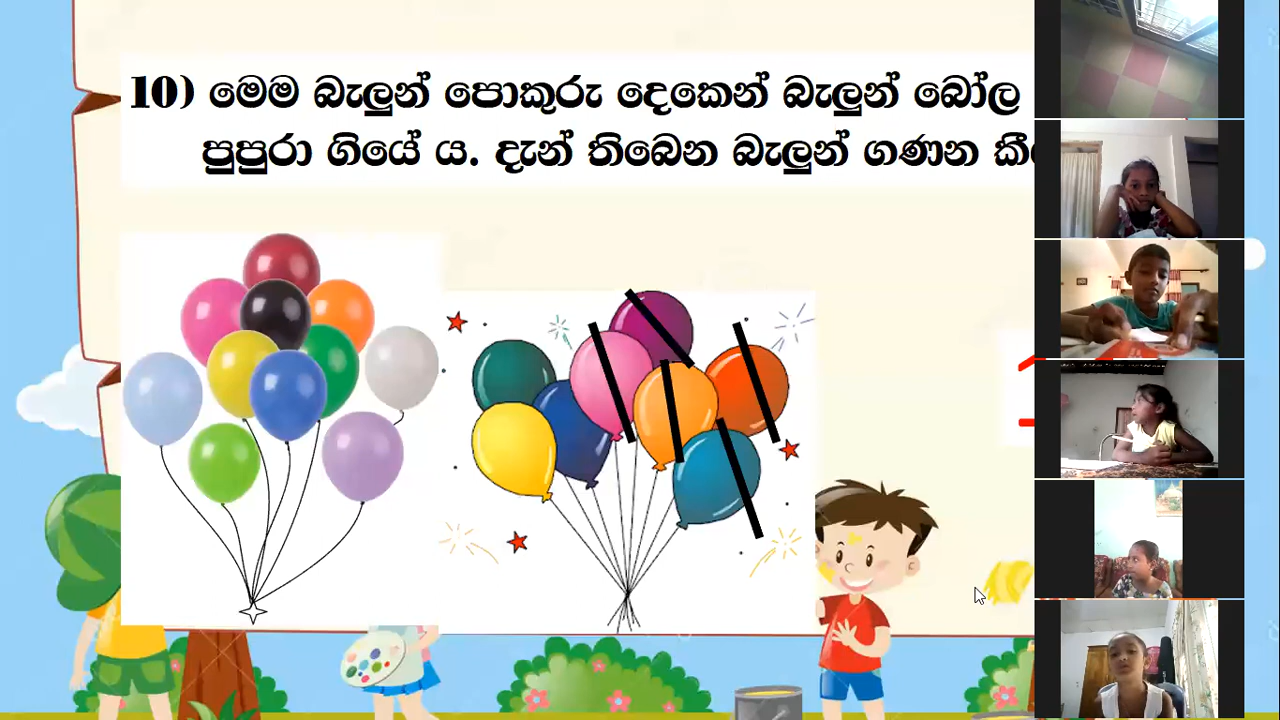 10) මෙම බැලුන් පොකුරු දෙකෙන් බැලුන් බෝල
පුපුරා ගියේ ය. දැන් තිබෙන බැලුන් ගණන